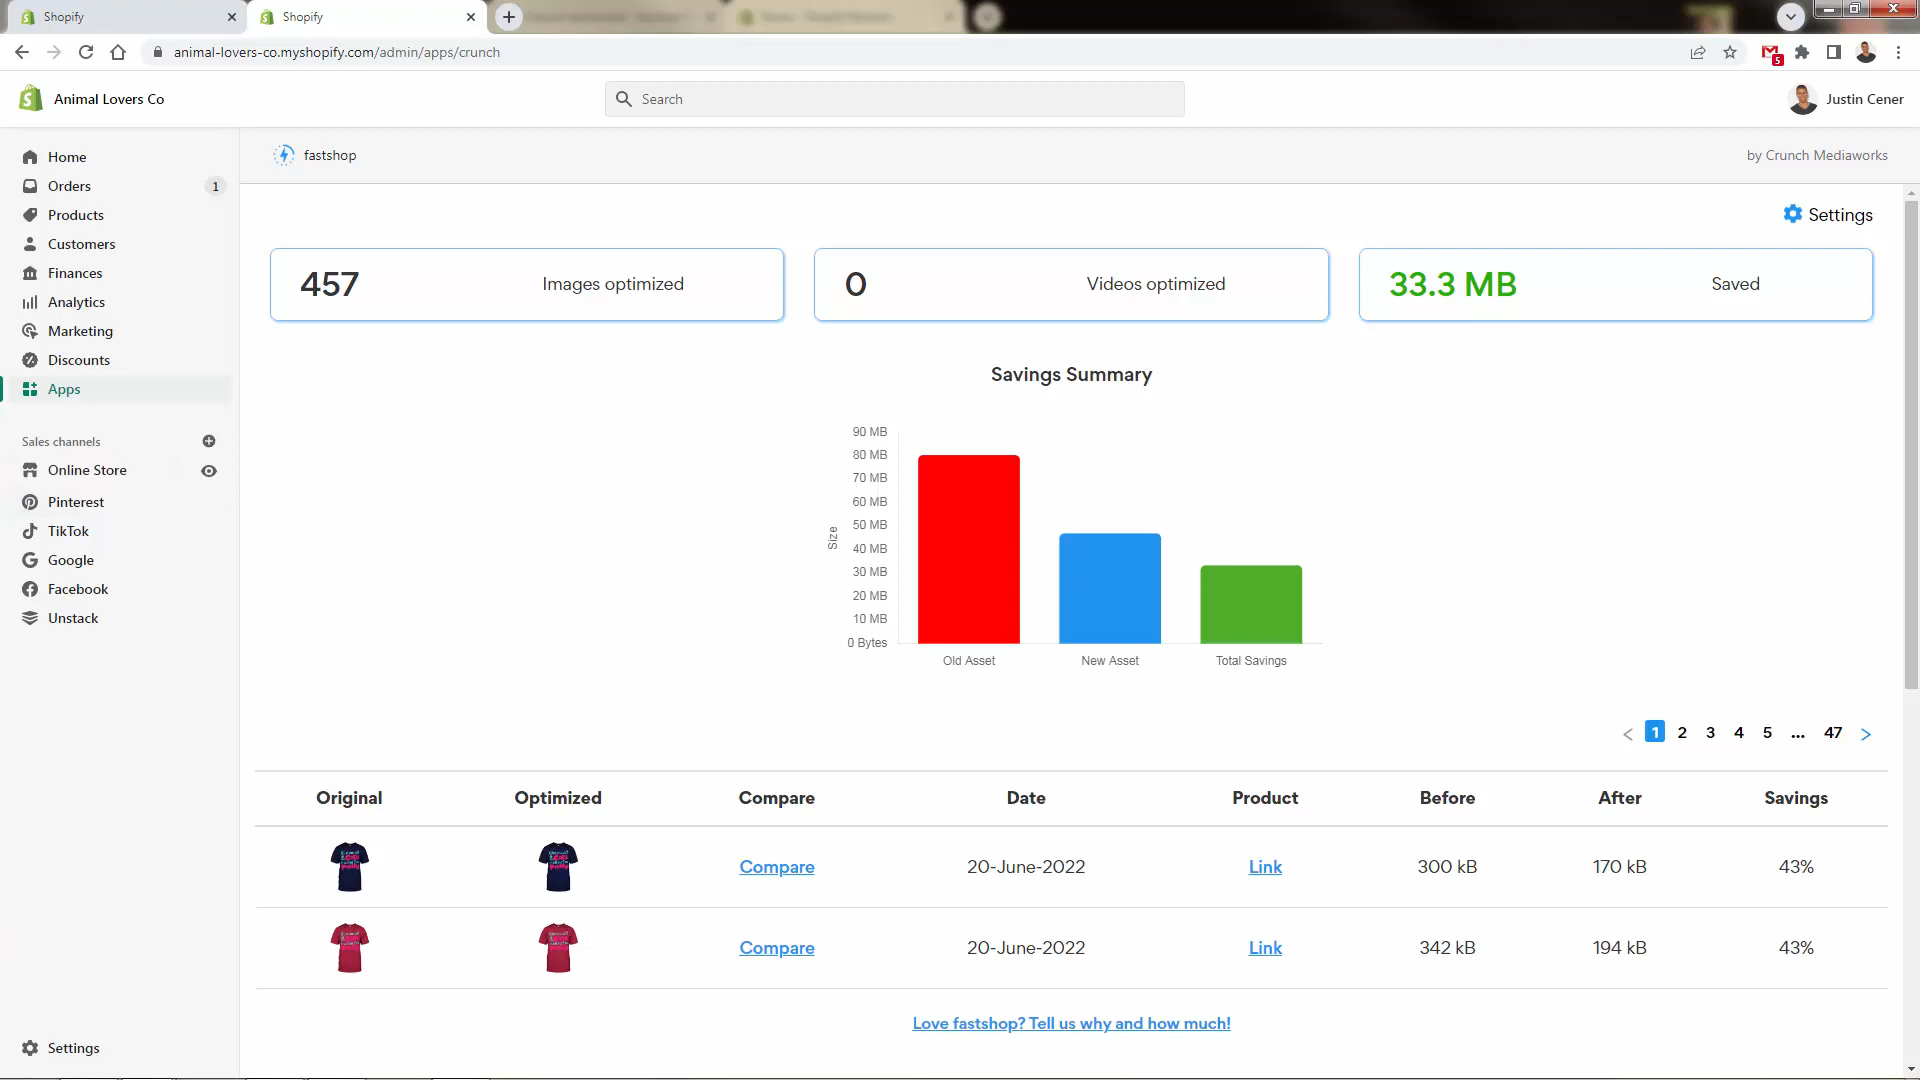 Shopify
Shopify
animal-lovers-co.myshopify.com/admin/apps/crunch
5
Animal Lovers Co
Search
Justin Cener
Home
Orders 1
Products
Customers
Finances
Analytics
Marketing
Discounts
Apps
Sales channels
Online Store
Pinterest
TikTok
Google
Facebook
Unstack
Settings
fastshop
by Crunch Mediaworks
Settings
457 Images optimized
0 Videos optimized
33.3 MB Saved
Savings Summary
90 MB
80 MB
70 MB
60 MB
50 MB
40 MB
30 MB
20 MB
10 MB
0 Bytes
Size
Old Asset New Asset Total Savings
< 1 2 3 4 5 ... 47 >
Original Optimized Compare Date Product Before After Savings
Compare 20-June-2022 Link 300 kB 170 kB 43%
Compare 20-June-2022 Link 342 kB 194 kB 43%
Love fastshop? Tell us why and how much!